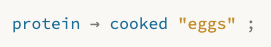 protein → cooked "eggs" ;